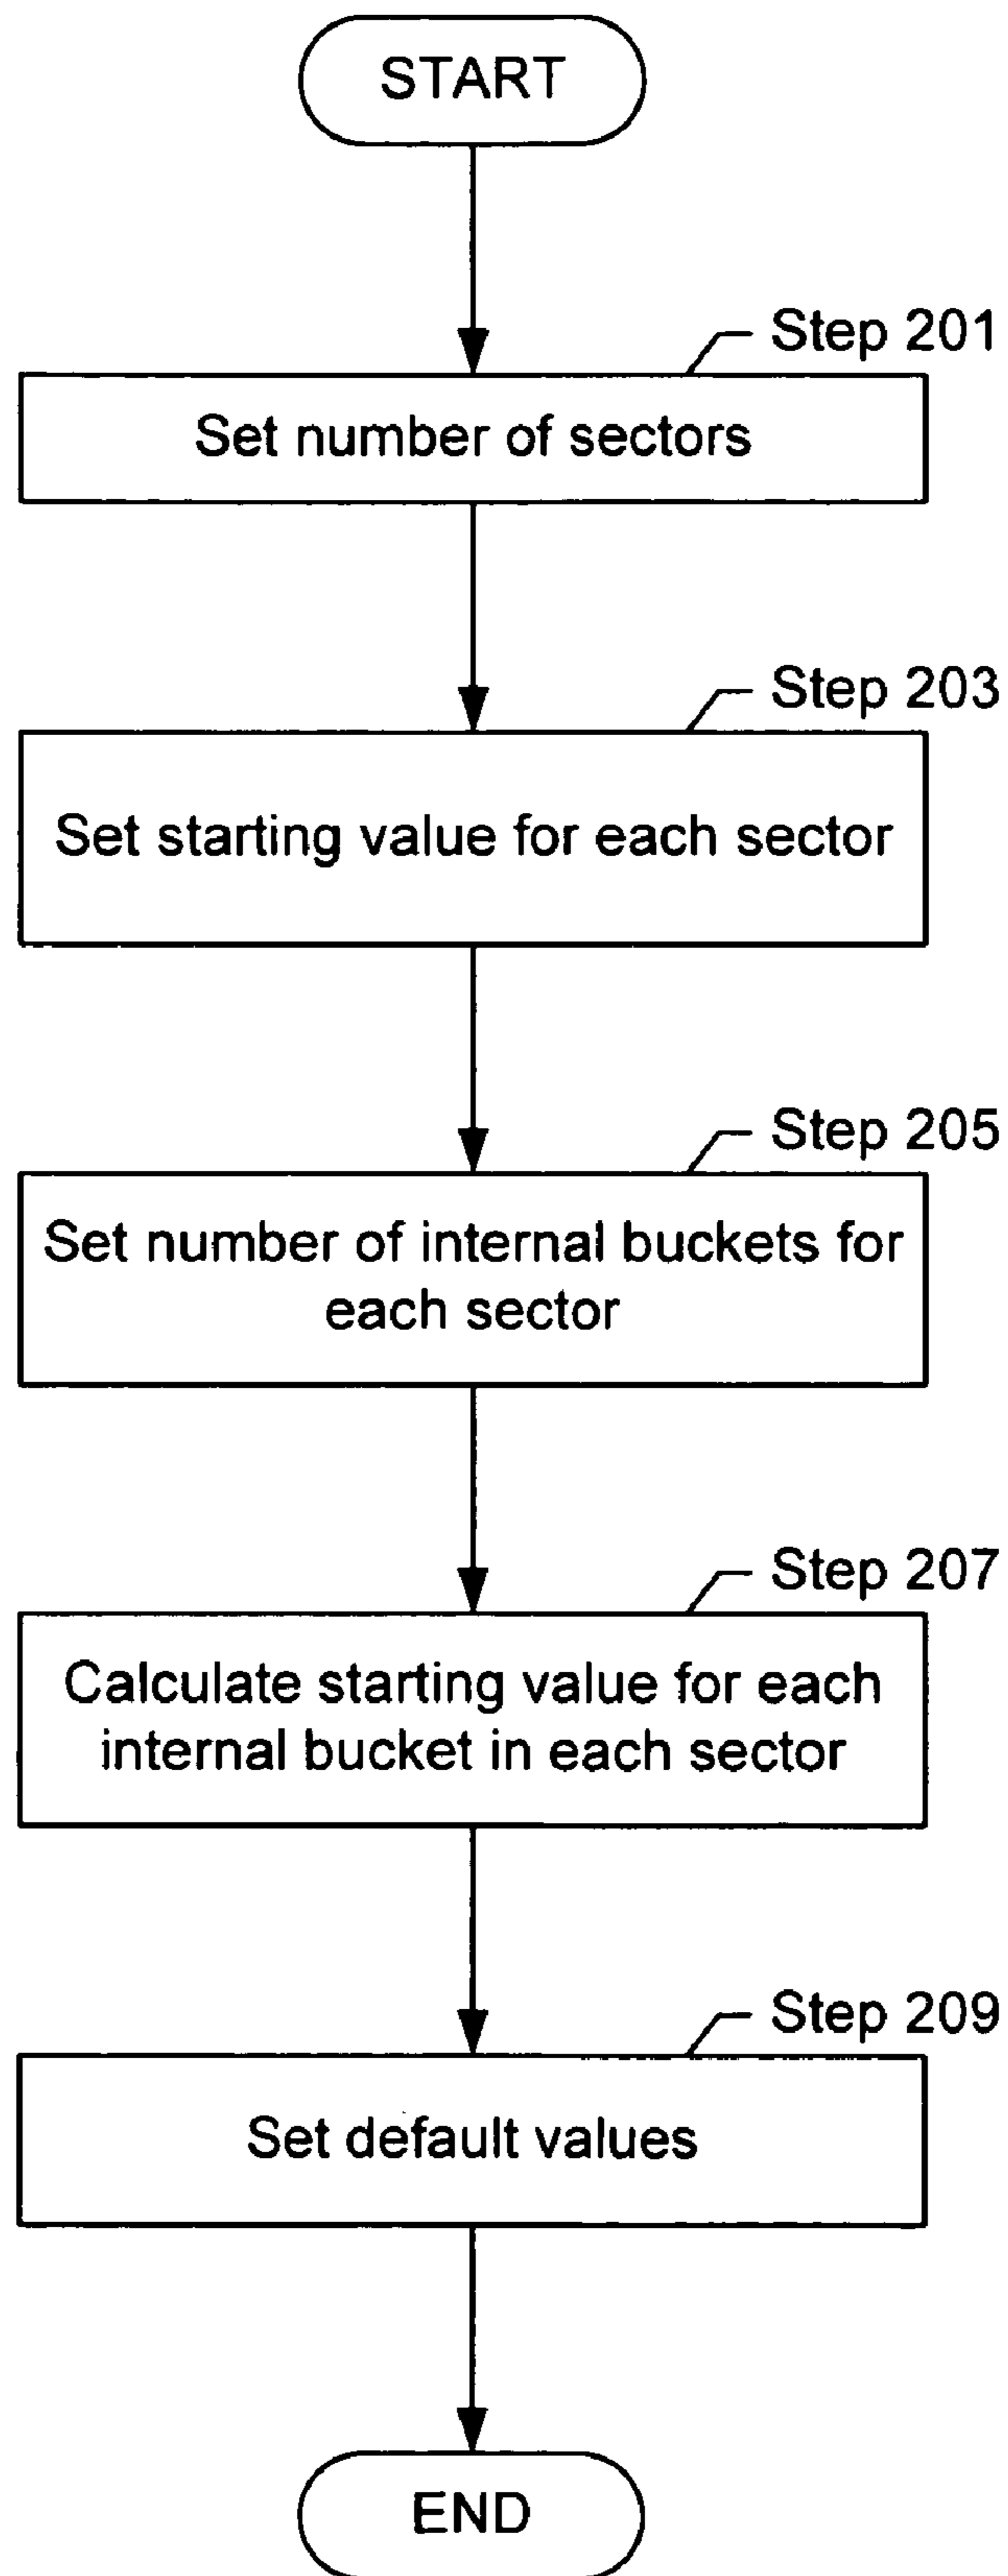 START
Step 201
Set number of sectors
Step 203
Set starting value for each sector
Step 205
Set number of internal buckets for
each sector
Step 207
Calculate starting value for each
internal bucket in each sector
Step 209
Set default values
END